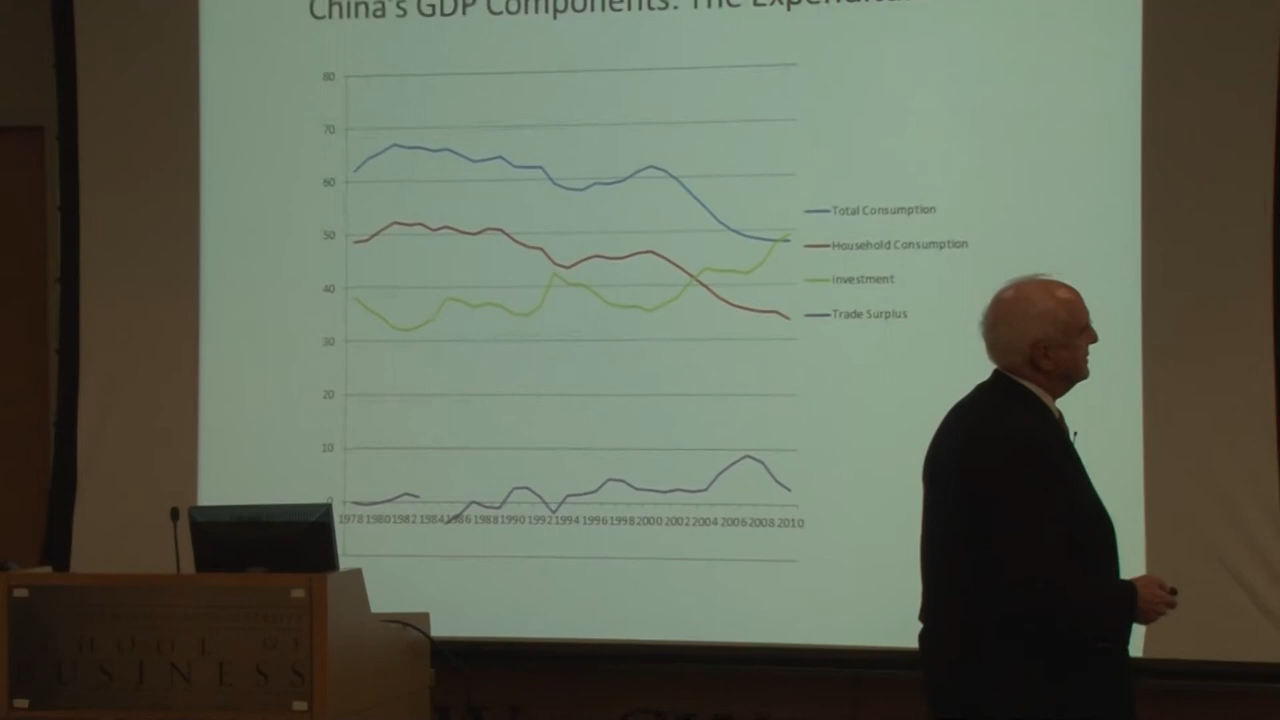 China's GDP Components: The Expenditu
80
70
60
50
40
30
20
10
0
Total Consumption
Household Consumption
Investment
Trade Surplus
1978 1980 1982 1984 1986 1988 1990 1992 1994 1996 1998 2000 2002 2004 2006 2008 2010
BUSINESS